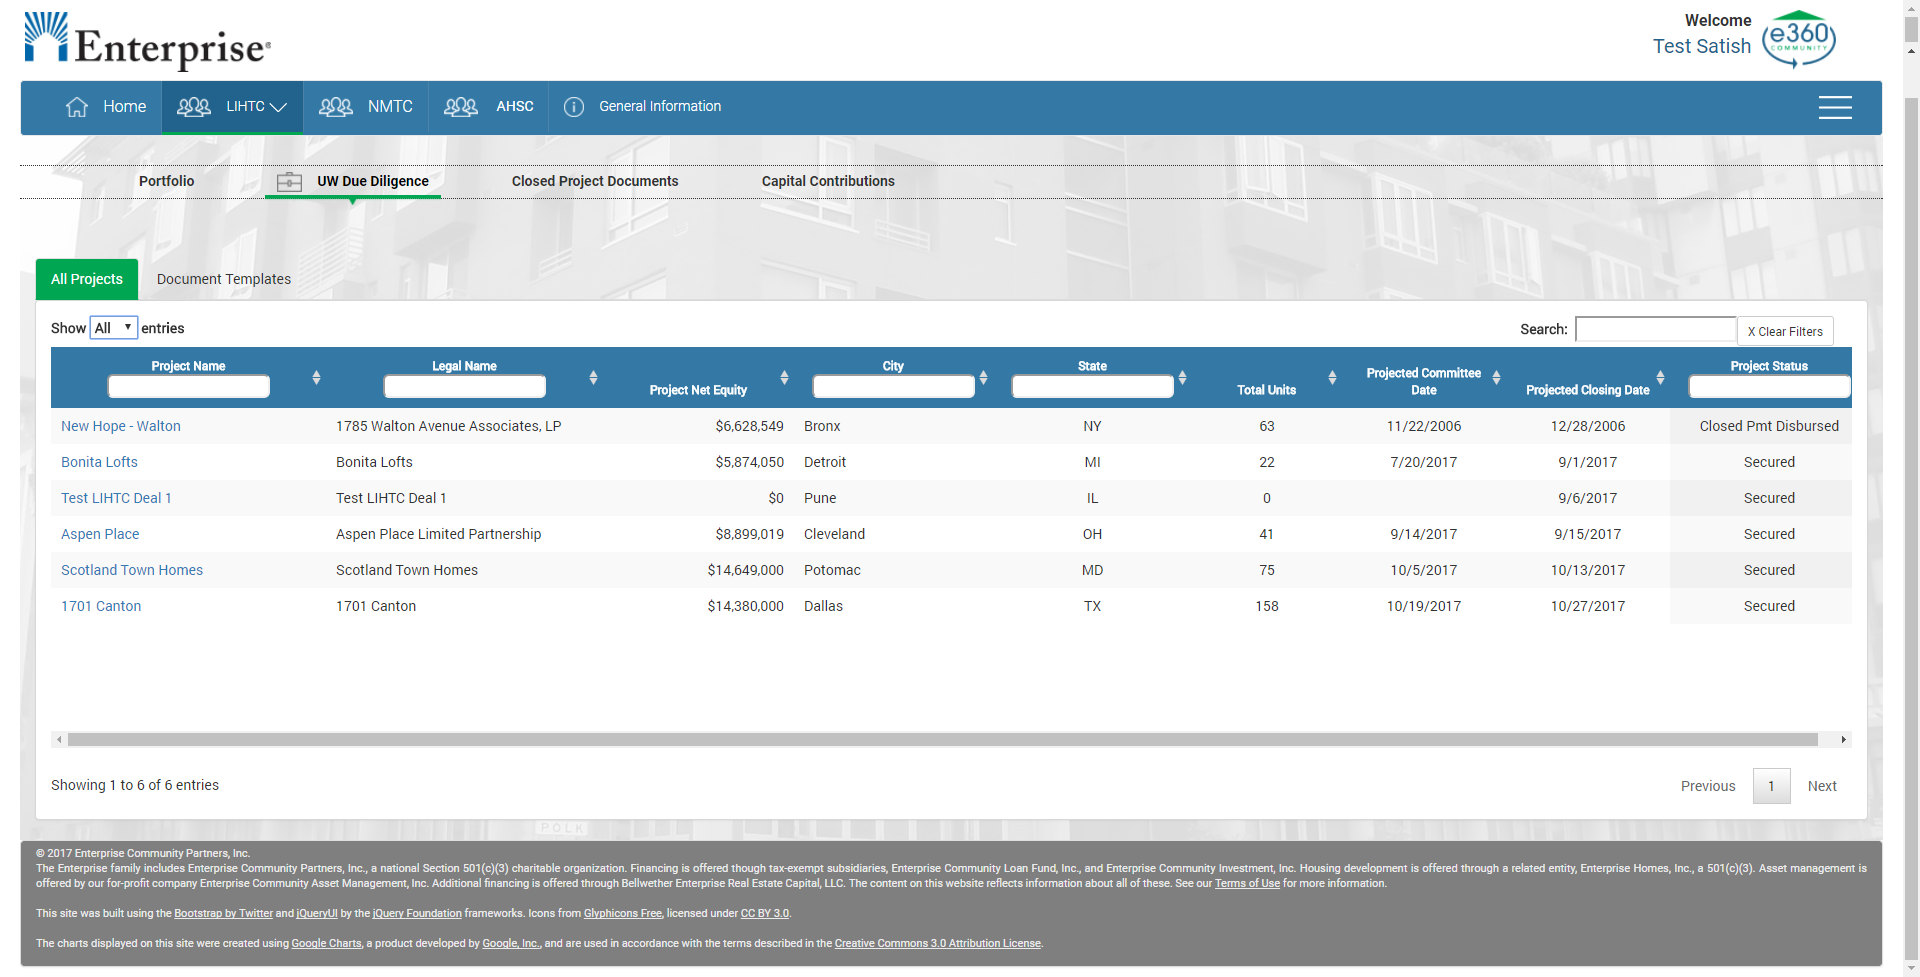 Enterprise®
Welcome
Test Satish
e360
COMMUNITY
Home
LIHTC
NMTC
AHSC
General Information
Portfolio
UW Due Diligence
Closed Project Documents
Capital Contributions
All Projects
Document Templates
Show All entries
Search:
X Clear Filters
Project Name
Legal Name
Project Net Equity
City
State
Total Units
Projected Committee
Date
Projected Closing Date
Project Status
New Hope - Walton 1785 Walton Avenue Associates, LP $6,628,549 Bronx NY 63 11/22/2006 12/28/2006 Closed Pmt Disbursed
Bonita Lofts Bonita Lofts $5,874,050 Detroit MI 22 7/20/2017 9/1/2017 Secured
Test LIHTC Deal 1 Test LIHTC Deal 1 $0 Pune IL 0 9/6/2017 Secured
Aspen Place Aspen Place Limited Partnership $8,899,019 Cleveland OH 41 9/14/2017 9/15/2017 Secured
Scotland Town Homes Scotland Town Homes $14,649,000 Potomac MD 75 10/5/2017 10/13/2017 Secured
1701 Canton 1701 Canton $14,380,000 Dallas TX 158 10/19/2017 10/27/2017 Secured
Showing 1 to 6 of 6 entries
Previous 1 Next
POLK
© 2017 Enterprise Community Partners, Inc.
The Enterprise family includes Enterprise Community Partners, Inc., a national Section 501(c)(3) charitable organization. Financing is offered though tax-exempt subsidiaries, Enterprise Community Loan Fund, Inc., and Enterprise Community Investment, Inc. Housing development is offered through a related entity, Enterprise Homes, Inc., a 501(c)(3). Asset management is
offered by our for-profit company Enterprise Community Asset Management, Inc. Additional financing is offered through Bellwether Enterprise Real Estate Capital, LLC. The content on this website reflects information about all of these. See our Terms of Use for more information.
This site was built using the Bootstrap by Twitter and jQueryUI by the jQuery Foundation frameworks. Icons from Glyphicons Free, licensed under CC BY 3.0.
The charts displayed on this site were created using Google Charts, a product developed by Google, Inc., and are used in accordance with the terms described in the Creative Commons 3.0 Attribution License.